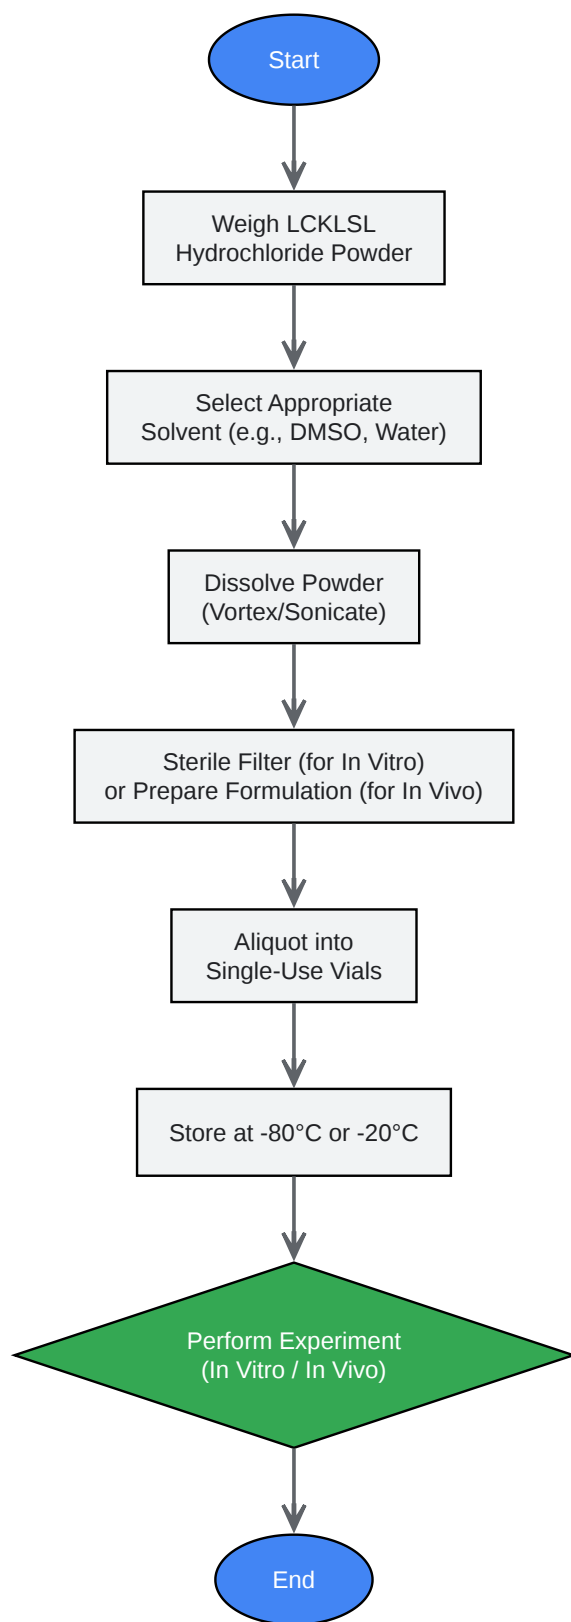 Start
Weigh LCKLSL
Hydrochloride Powder
Select Appropriate
Solvent (e.g., DMSO, Water)
Dissolve Powder
(Vortex/Sonicate)
Sterile Filter (for In Vitro)
or Prepare Formulation (for In Vivo)
Aliquot into
Single-Use Vials
Store at -80°C or -20°C
Perform Experiment
(In Vitro / In Vivo)
End